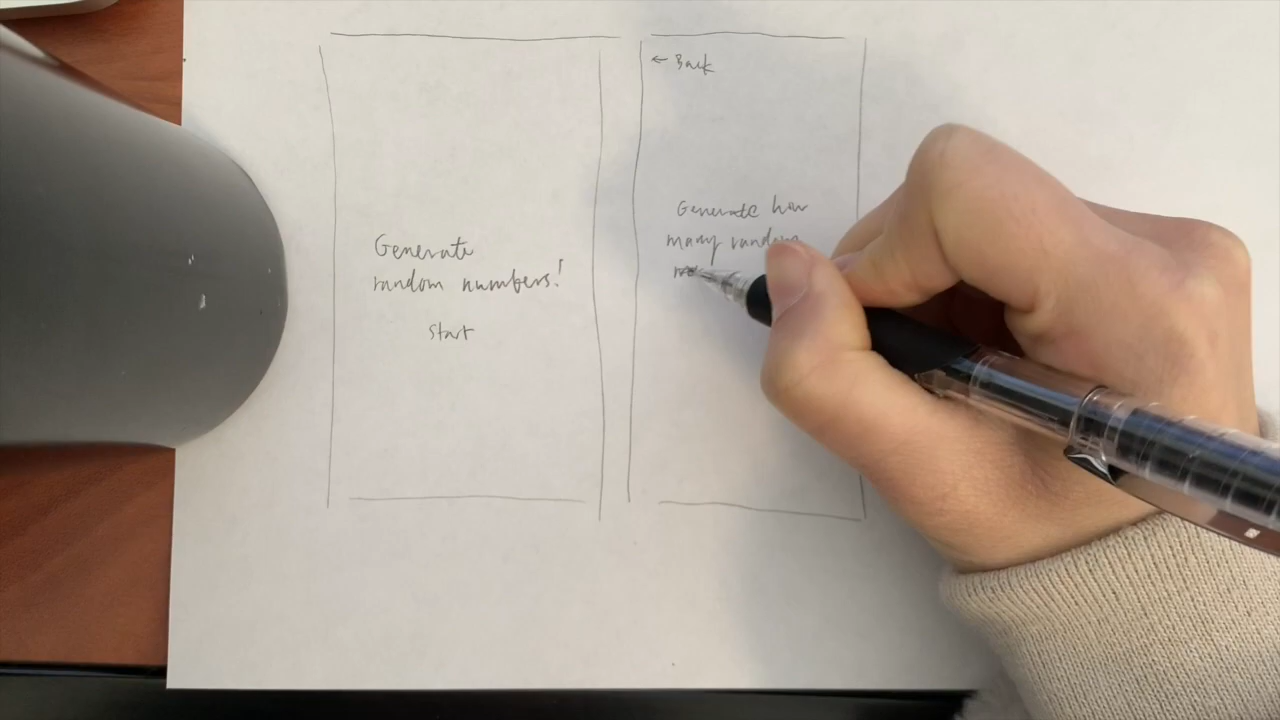 Generate
random numbers!
Start
← Back
Generate how
many random